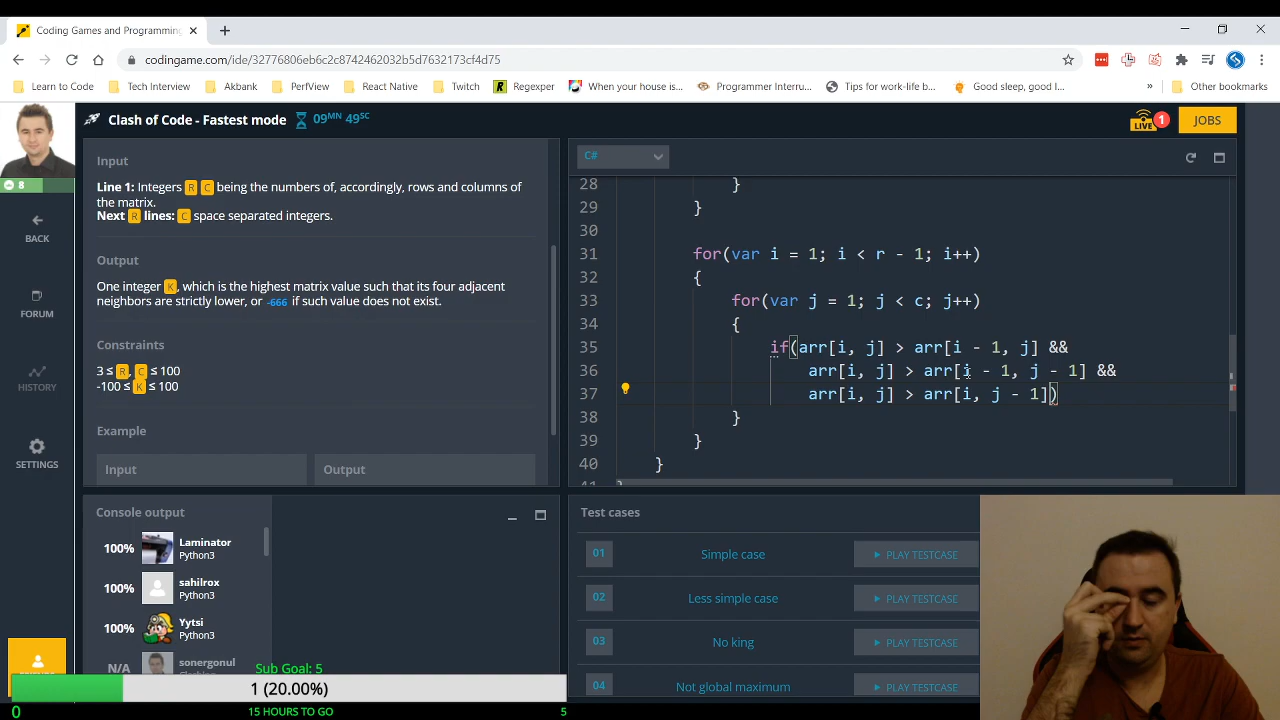 Coding Games and Programming
codingame.com/ide/32776806eb6c2c874246203b5d7632173cf4d75
Learn to Code Tech Interview Akbank PerfView React Native Twitch Regexper When your house is... Programmer Interru... Tips for work-life b... Good Sleep, Good L... » Other bookmarks
Clash of Code - Fastest mode 09MN 49SC
LIVE 1 JOBS
8
BACK
FORUM
HISTORY
SETTINGS
Input
Line 1: Integers R C being the numbers of, accordingly, rows and columns of
the matrix.
Next R lines: C space separated integers.
Output
One integer K, which is the highest matrix value such that its four adjacent
neighbors are strictly lower, or -666 if such value does not exist.
Constraints
3 ≤ R, C ≤ 100
-100 ≤ K ≤ 100
Example
Input Output
C#
28 }
29 }
30
31 for(var i = 1; i < r - 1; i++)
32 {
33 for(var j = 1; j < c; j++)
34 {
35 if(arr[i, j] > arr[i - 1, j] &&
36 arr[i, j] > arr[i - 1, j - 1] &&
37 arr[i, j] > arr[i, j - 1])
38 }
39 }
40 }
Console output
100% Laminator
Python3
100% sahilrox
Python3
100% Yytsi
Python3
N/A sonergonul
Test cases
01 Simple case PLAY TESTCASE
02 Less simple case PLAY TESTCASE
03 No king PLAY TESTCASE
04 Not global maximum PLAY TESTCASE
Sub Goal: 5
1 (20.00%)
0 15 HOURS TO GO 5